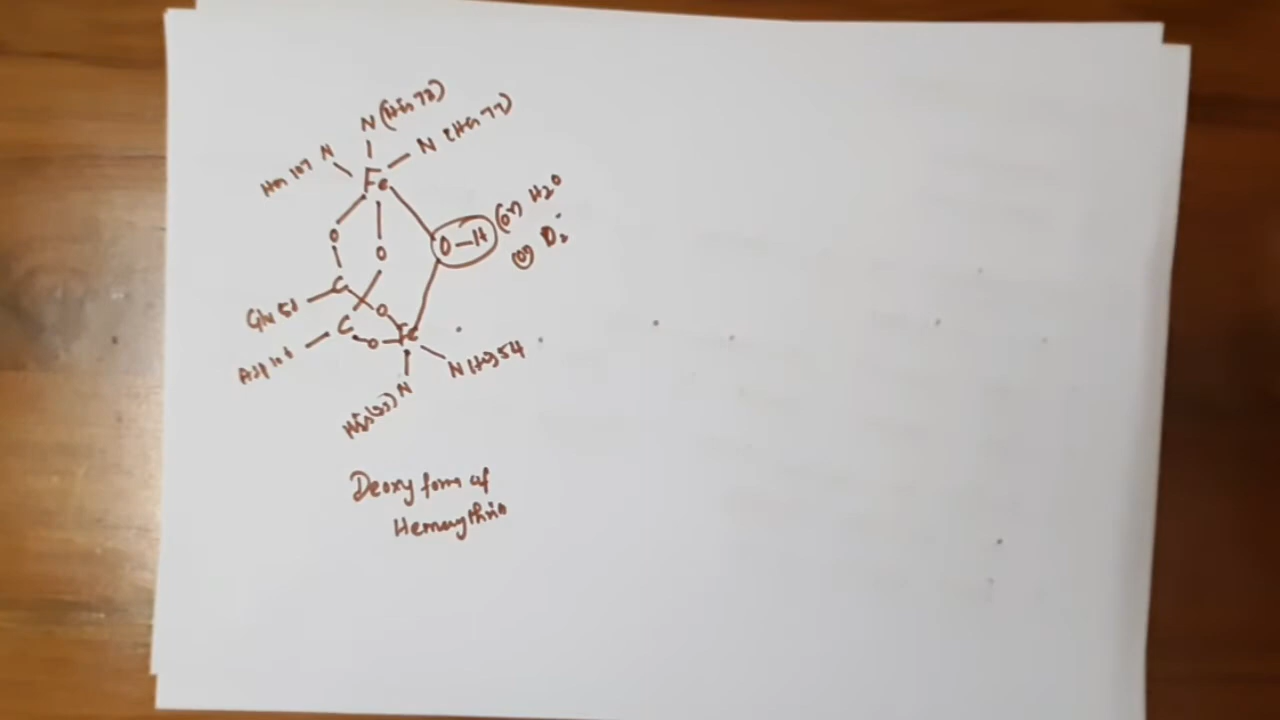 N (His 73)
N (His 77)
His 107 N
Fe
O O O-H (or) H2O
(or) O2-
Glu 58 C O
Asp 106 C O Fe
N His 54
His (25) N
Deoxy form of
Hemerythrin